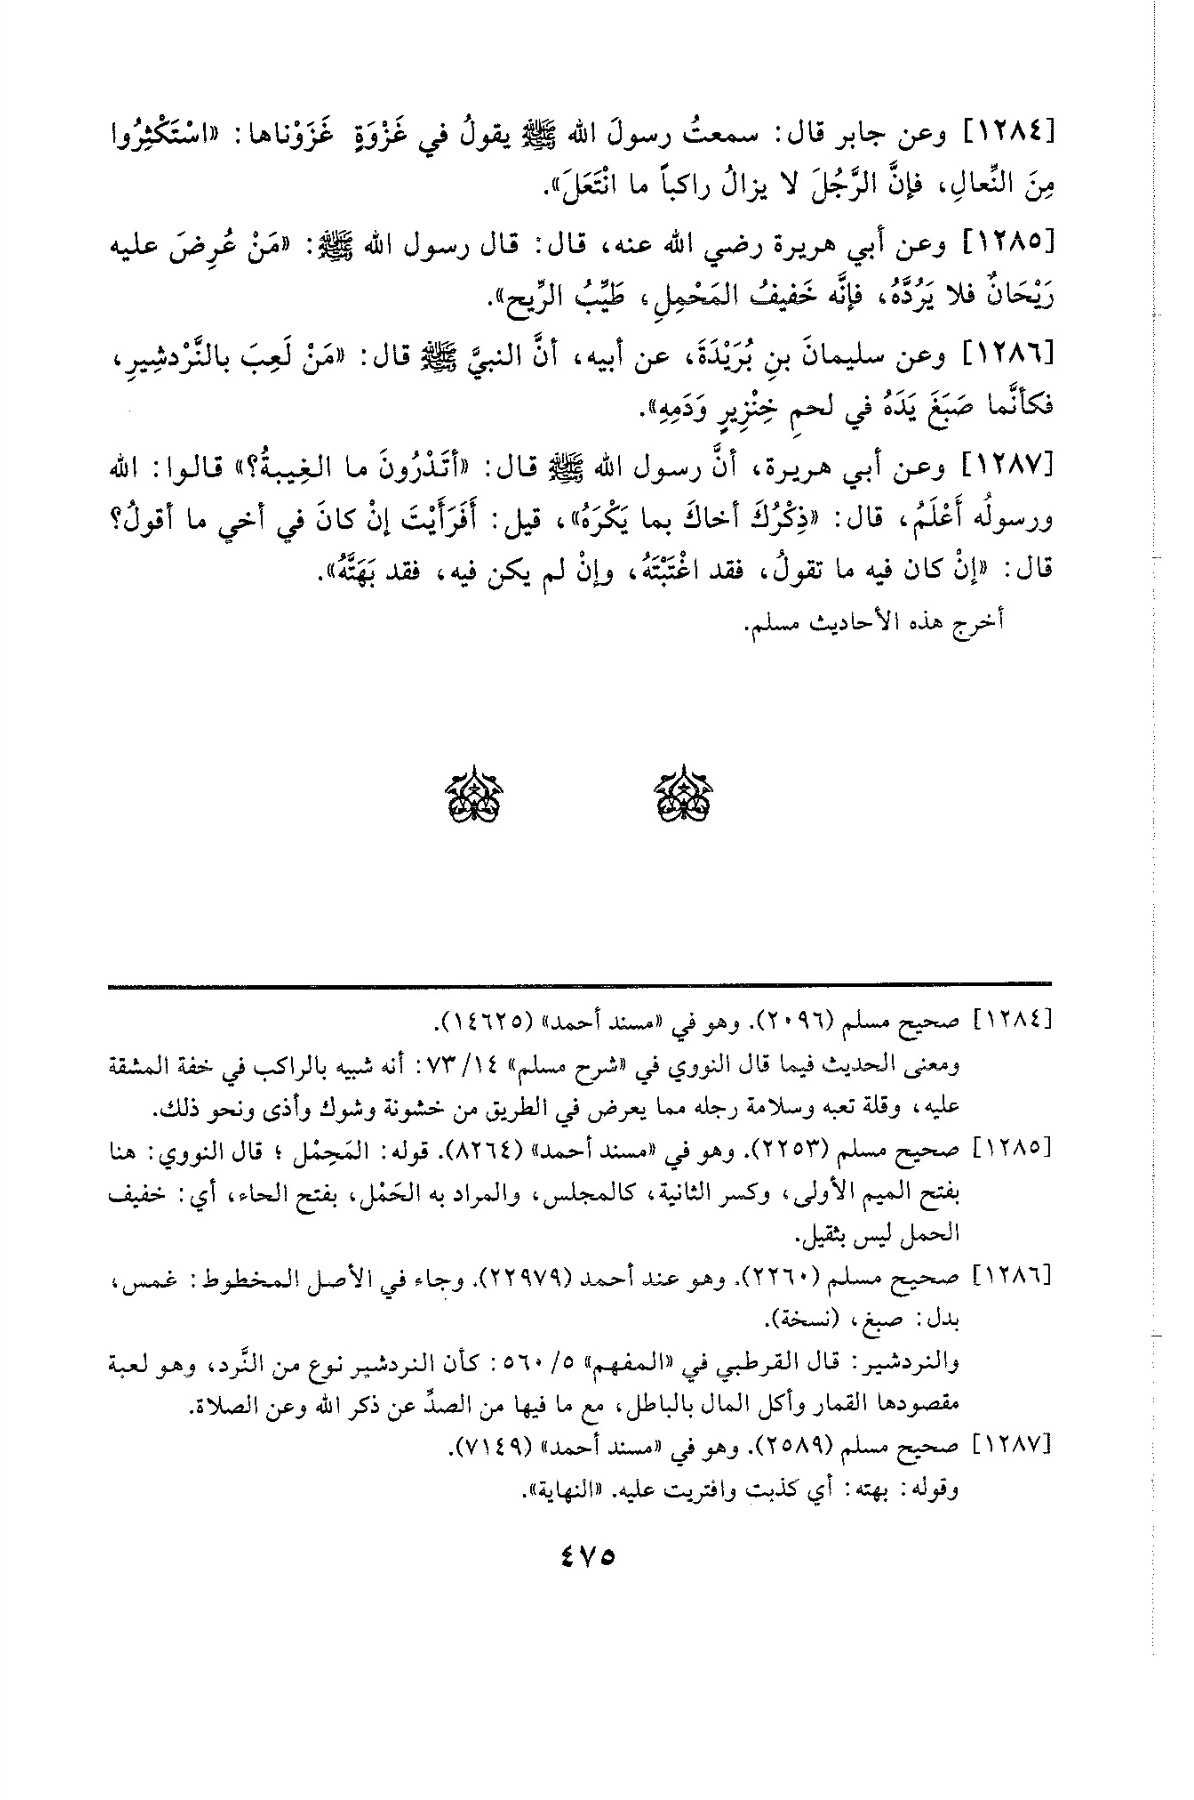 [١٢٨٤] وعن جابر قال: سمعتُ رسولَ الله ﷺ يقولُ في غَزْوَةٍ غَزَوْناها: «اسْتَكْثِرُوا
مِنَ النِّعالِ، فإنَّ الرَّجُلَ لا يزالُ راكباً ما انْتَعَلَ».
[١٢٨٥] وعن أبي هريرة رضي الله عنه، قال: قال رسول الله ﷺ: «مَنْ عُرِضَ عليه
رَيْحَانٌ فلا يَرُدَّهُ، فإنَّه خَفيفُ المَحْمِلِ، طَيِّبُ الرِّيح».
[١٢٨٦] وعن سليمانَ بنِ بُرَيْدَةَ، عن أبيه، أنَّ النبيَّ ﷺ قال: «مَنْ لَعِبَ بالنَّرْدشِيرِ،
فكأنَّما صَبَغَ يَدَهُ في لحمِ خِنْزِيرٍ وَدَمِهِ».
[١٢٨٧] وعن أبي هريرة، أنَّ رسول الله ﷺ قال: «أتَدْرُونَ ما الغِيبةُ؟» قالوا: الله
ورسولُه أَعْلَمُ، قال: «ذِكْرُكَ أخاكَ بما يَكْرَهُ»، قيل: أَفَرَأَيْتَ إنْ كانَ في أخي ما أقولُ؟
قال: «إنْ كان فيه ما تقولُ، فقد اغْتَبْتَهُ، وإنْ لم يكن فيه، فقد بَهَتَّهُ».
أخرج هذه الأحاديث مسلم.
[١٢٨٤] صحيح مسلم (٢٠٩٦). وهو في «مسند أحمد» (١٤٦٢٥).
ومعنى الحديث فيما قال النووي في «شرح مسلم» ٧٣/١٤: أنه شبيه بالراكب في خفة المشقة
عليه، وقلة تعبه وسلامة رجله مما يعرض في الطريق من خشونة وشوك وأذى ونحو ذلك.
[١٢٨٥] صحيح مسلم (٢٢٥٣). وهو في «مسند أحمد» (٨٢٦٤). قوله: المَحِمْل ؛ قال النووي: هنا
بفتح الميم الأولى، وكسر الثانية، كالمجلس، والمراد به الحَمْل، بفتح الحاء، أي: خفيف
الحمل ليس بثقيل.
[١٢٨٦] صحيح مسلم (٢٢٦٠). وهو عند أحمد (٢٢٩٧٩). وجاء في الأصل المخطوط: غمس،
بدل: صبغ، (نسخة).
والنردشير: قال القرطبي في «المفهم» ٥/ ٥٦٠: كأن النردشير نوع من النَّرد، وهو لعبة
مقصودها القمار وأكل المال بالباطل، مع ما فيها من الصدِّ عن ذكر الله وعن الصلاة.
[١٢٨٧] صحيح مسلم (٢٥٨٩). وهو في «مسند أحمد» (٧١٤٩).
وقوله: بهته: أي كذبت وافتريت عليه. «النهاية».
٤٧٥